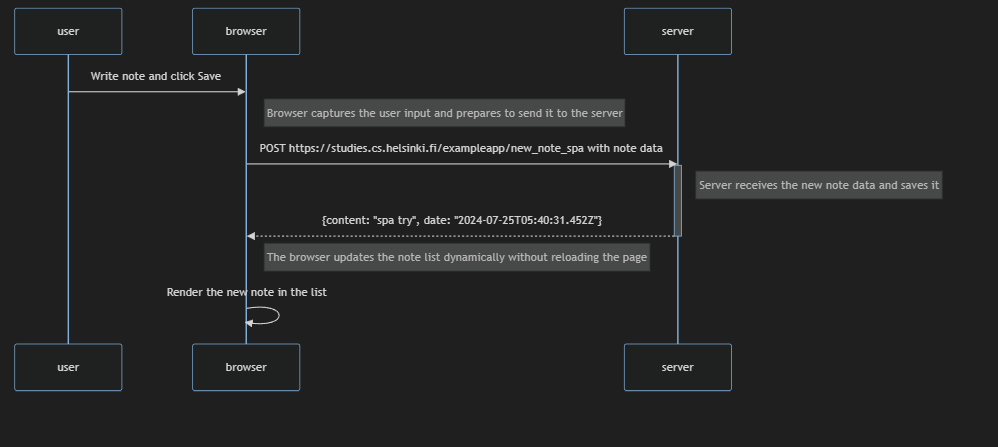 user
browser
server
Write note and click Save
Browser captures the user input and prepares to send it to the server
POST https://studies.cs.helsinki.fi/exampleapp/new_note_spa with note data
Server receives the new note data and saves it
{content: "spa try", date: "2024-07-25T05:40:31.452Z"}
The browser updates the note list dynamically without reloading the page
Render the new note in the list
user
browser
server